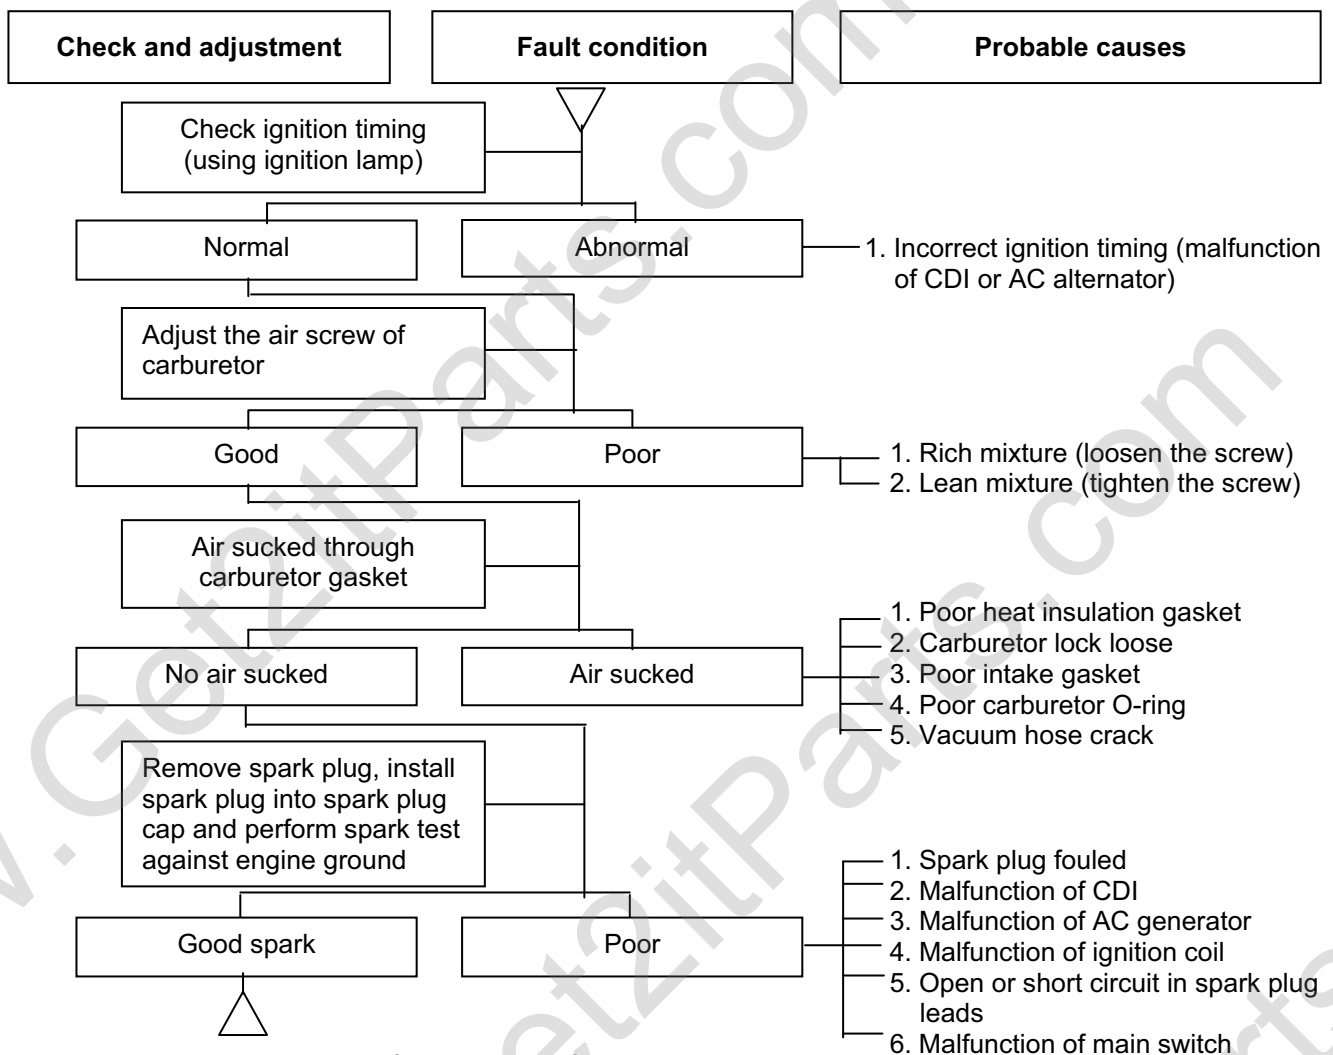 Check and adjustment
Fault condition
Probable causes
Check ignition timing
(using ignition lamp)
Normal
Abnormal
1. Incorrect ignition timing (malfunction
of CDI or AC alternator)
Adjust the air screw of
carburetor
Good
Poor
1. Rich mixture (loosen the screw)
2. Lean mixture (tighten the screw)
Air sucked through
carburetor gasket
No air sucked
Air sucked
1. Poor heat insulation gasket
2. Carburetor lock loose
3. Poor intake gasket
4. Poor carburetor O-ring
5. Vacuum hose crack
Remove spark plug, install
spark plug into spark plug
cap and perform spark test
against engine ground
Good spark
Poor
1. Spark plug fouled
2. Malfunction of CDI
3. Malfunction of AC generator
4. Malfunction of ignition coil
5. Open or short circuit in spark plug
leads
6. Malfunction of main switch
www.Get2itParts.com
Get2itParts.com